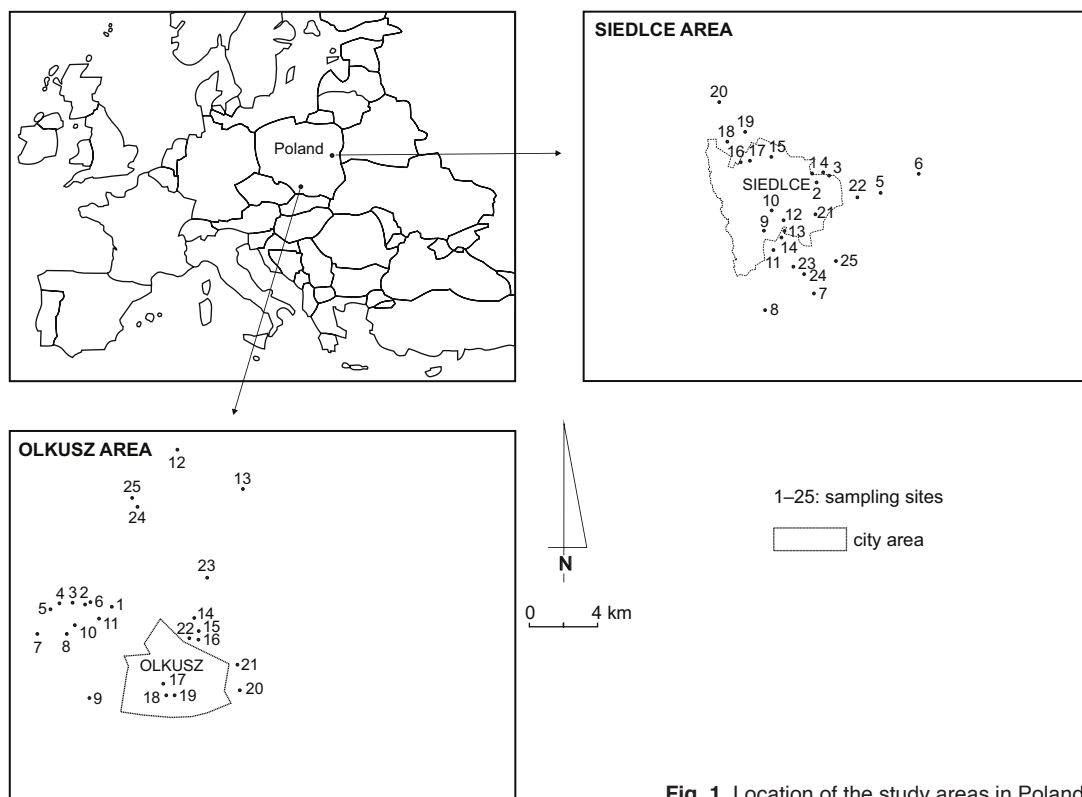 Poland
SIEDLCE AREA
20
19
18
16 17 15
1 4 3
6
SIEDLCE
2
22 5
10
12 21
9
13
14
11
23 25
24
7
8
OLKUSZ AREA
12
13
25
24
23
4 3 2 6 1
5
14
11
15
10
22
16
7 8
OLKUSZ
21
17
20
9
18 19
N
0 4 km
1–25: sampling sites
city area
Fig. 1. Location of the study areas in Poland